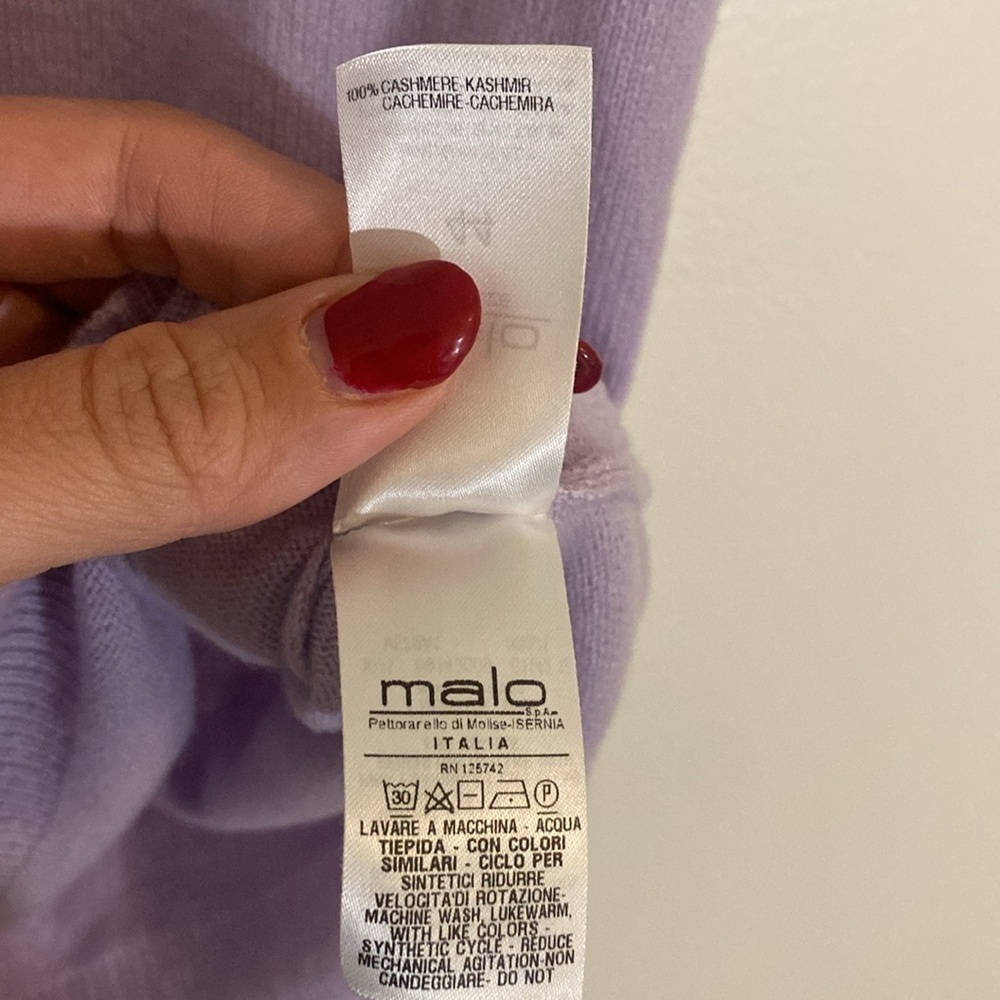 100% CASHMERE-KASHMIR
CACHEMIRE-CACHEMIRA
44
malo
S.p.A.
Pettoranello di Molise-ISERNIA
ITALIA
RN 125742
30 P
LAVARE A MACCHINA - ACQUA
TIEPIDA - CON COLORI
SIMILARI - CICLO PER
SINTETICI RIDURRE
VELOCITA'DI ROTAZIONE-
MACHINE WASH, LUKEWARM,
WITH LIKE COLORS -
SYNTHETIC CYCLE - REDUCE
MECHANICAL AGITATION-NON
CANDEGGIARE- DO NOT